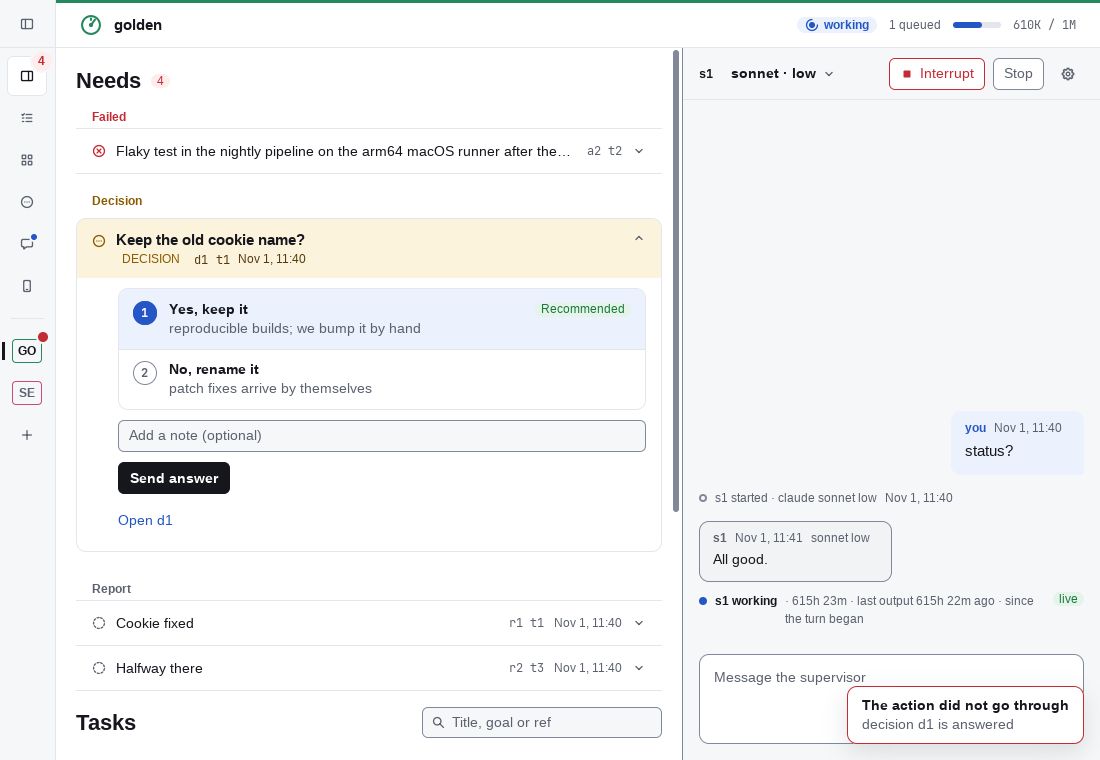 golden
working
1 queued
610K / 1M
4
GO
SE
Needs 4
Failed
Flaky test in the nightly pipeline on the arm64 macOS runner after the… a2 t2
Decision
Keep the old cookie name?
DECISION d1 t1 Nov 1, 11:40
1 Yes, keep it Recommended
reproducible builds; we bump it by hand
2 No, rename it
patch fixes arrive by themselves
Add a note (optional)
Send answer
Open d1
Report
Cookie fixed r1 t1 Nov 1, 11:40
Halfway there r2 t3 Nov 1, 11:40
Tasks
Title, goal or ref
s1 sonnet · low
Interrupt
Stop
you Nov 1, 11:40
status?
s1 started · claude sonnet low Nov 1, 11:40
s1 Nov 1, 11:41 sonnet low
All good.
s1 working · 615h 23m · last output 615h 22m ago · since
the turn began
live
Message the supervisor
The action did not go through
decision d1 is answered